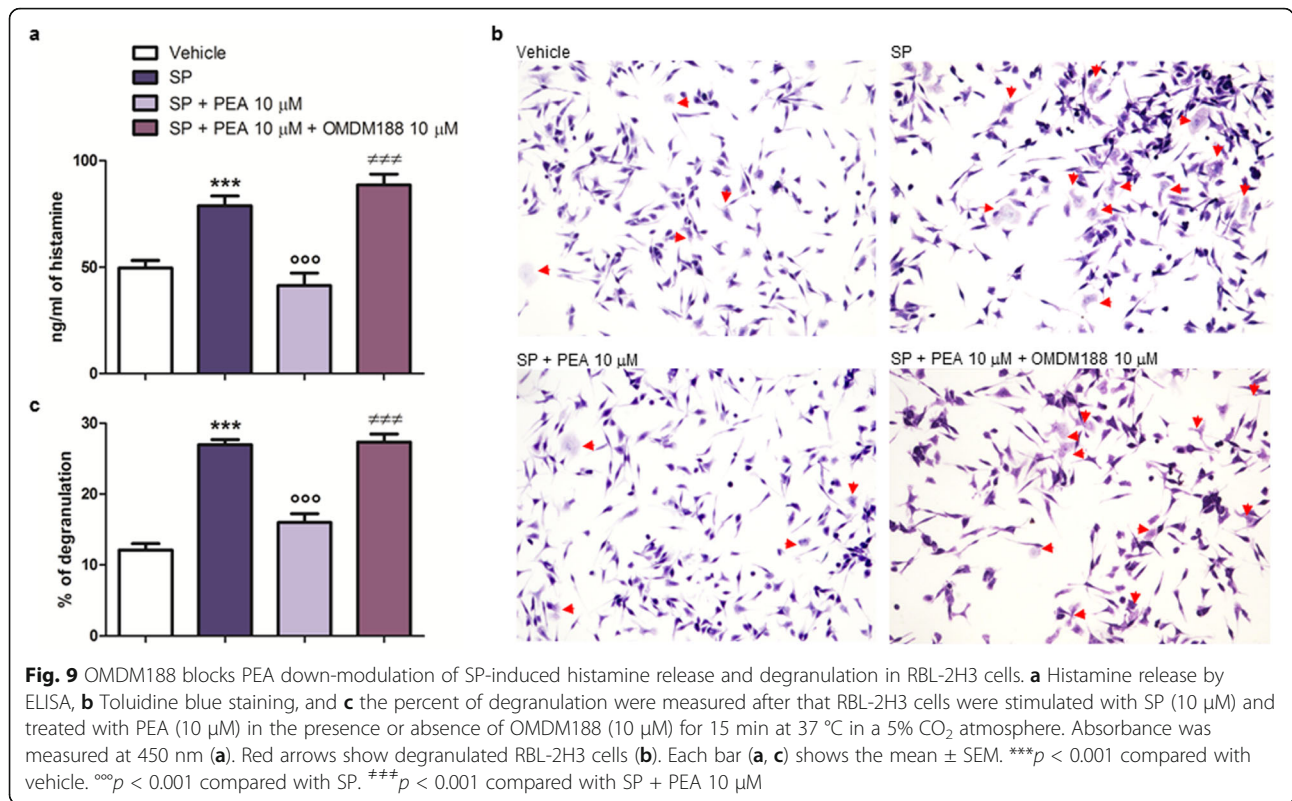 a
Vehicle
SP
SP + PEA 10 μM
SP + PEA 10 μM + OMDM188 10 μM
100
50
0
ng/ml of histamine
***
°°°
≠≠≠
c
30
20
10
0
% of degranulation
***
°°°
≠≠≠
b
Vehicle
SP
SP + PEA 10 μM
SP + PEA 10 μM + OMDM188 10 μM
Fig. 9 OMDM188 blocks PEA down-modulation of SP-induced histamine release and degranulation in RBL-2H3 cells. a Histamine release by
ELISA, b Toluidine blue staining, and c the percent of degranulation were measured after that RBL-2H3 cells were stimulated with SP (10 μM) and
treated with PEA (10 μM) in the presence or absence of OMDM188 (10 μM) for 15 min at 37 °C in a 5% CO₂ atmosphere. Absorbance was
measured at 450 nm (a). Red arrows show degranulated RBL-2H3 cells (b). Each bar (a, c) shows the mean ± SEM. ***p < 0.001 compared with
vehicle. °°°p < 0.001 compared with SP. ≠≠≠p < 0.001 compared with SP + PEA 10 μM